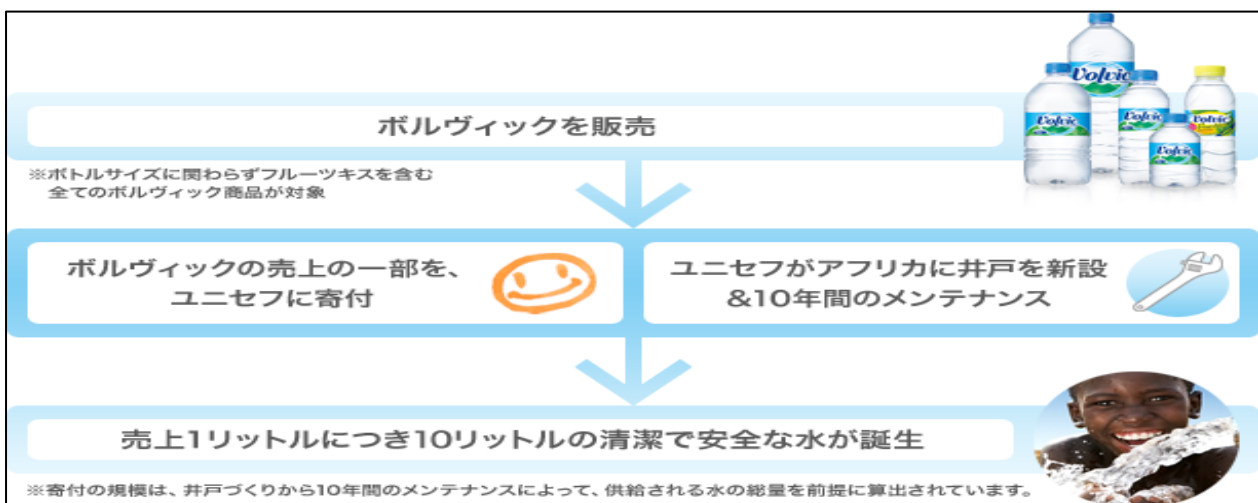 Volvic
Volvic
Volvic
Volvic
Volvic
ボルヴィックを販売
※ボトルサイズに関わらずフルーツキスを含む
全てのボルヴィック商品が対象
ボルヴィックの売上の一部を、
ユニセフに寄付
ユニセフがアフリカに井戸を新設
&10年間のメンテナンス
売上1リットルにつき10リットルの清潔で安全な水が誕生
※寄付の規模は、井戸づくりから10年間のメンテナンスによって、供給される水の総量を前提に算出されています。